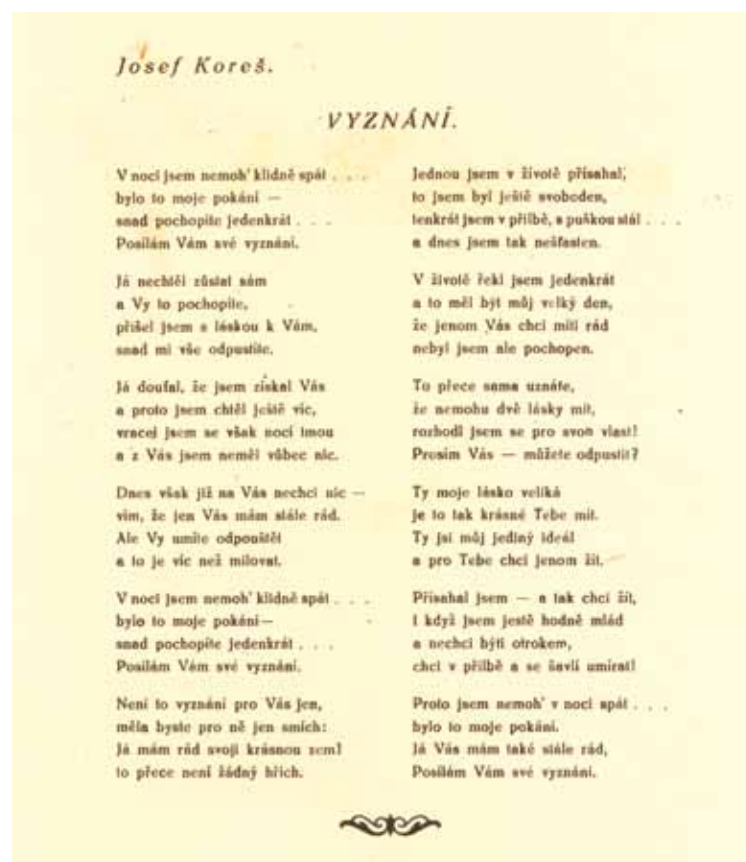 Josef Koreš.
VYZNÁNÍ.
V noci jsem nemoh' klidně spát . . .
bylo to moje pokání —
snad pochopíte jedenkrát . . .
Posílám Vám své vyznání.
Já nechtěl zůstat sám
a Vy to pochopíte,
přišel jsem s láskou k Vám,
snad mi vše odpustíte.
Já doufal, že jsem získal Vás
a proto jsem chtěl ještě víc,
vracel jsem se však nocí tmou
a z Vás jsem neměl vůbec nic.
Dnes však již na Vás nechci nic —
vím, že jen Vás mám stále rád.
Ale Vy umíte odpouštět
a to je víc než milovat.
V noci jsem nemoh' klidně spát . . .
bylo to moje pokání —
snad pochopíte jedenkrát . . .
Posílám Vám své vyznání.
Není to vyznání pro Vás jen,
měla byste pro ně jen smích:
Já mám rád svoji krásnou zem!
to přece není žádný hřích.
Jednou jsem v životě přísahal,
to jsem byl ještě svoboden,
tenkrát jsem v přilbě, s puškou stál . . .
a dnes jsem tak nešťasten.
V životě řekl jsem jedenkrát
a to měl být můj velký den,
že jenom Vás chci míti rád
nebyl jsem ale pochopen.
To přece sama uznáte,
že nemohu dvě lásky mít,
rozhodl jsem se pro svou vlast!
Prosím Vás — můžete odpustit?
Ty moje lásko veliká
je to tak krásné Tebe mít.
Ty jsi můj jediný ideál
a pro Tebe chci jenom žít.
Přísahal jsem — a tak chci žít,
i když jsem jestě hodně mlád
a nechci býti otrokem,
chci v přilbě a se šavlí umírat!
Proto jsem nemoh' v noci spát . . .
bylo to moje pokání.
Já Vás mám také stále rád,
Posílám Vám své vyznání.